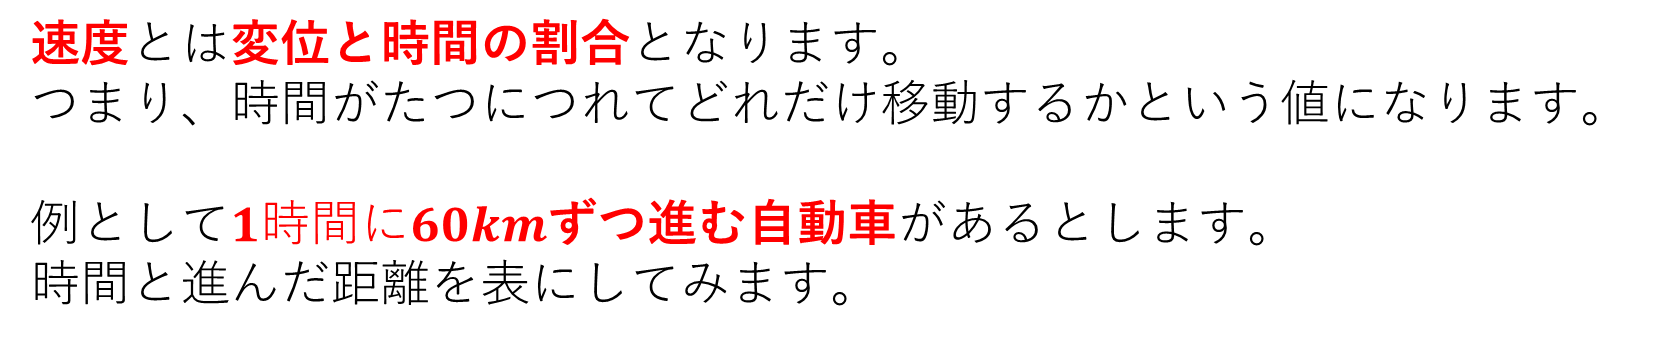 速度とは変位と時間の割合となります。
つまり、時間がたつにつれてどれだけ移動するかという値になります。
例として1時間に60kmずつ進む自動車があるとします。
時間と進んだ距離を表にしてみます。